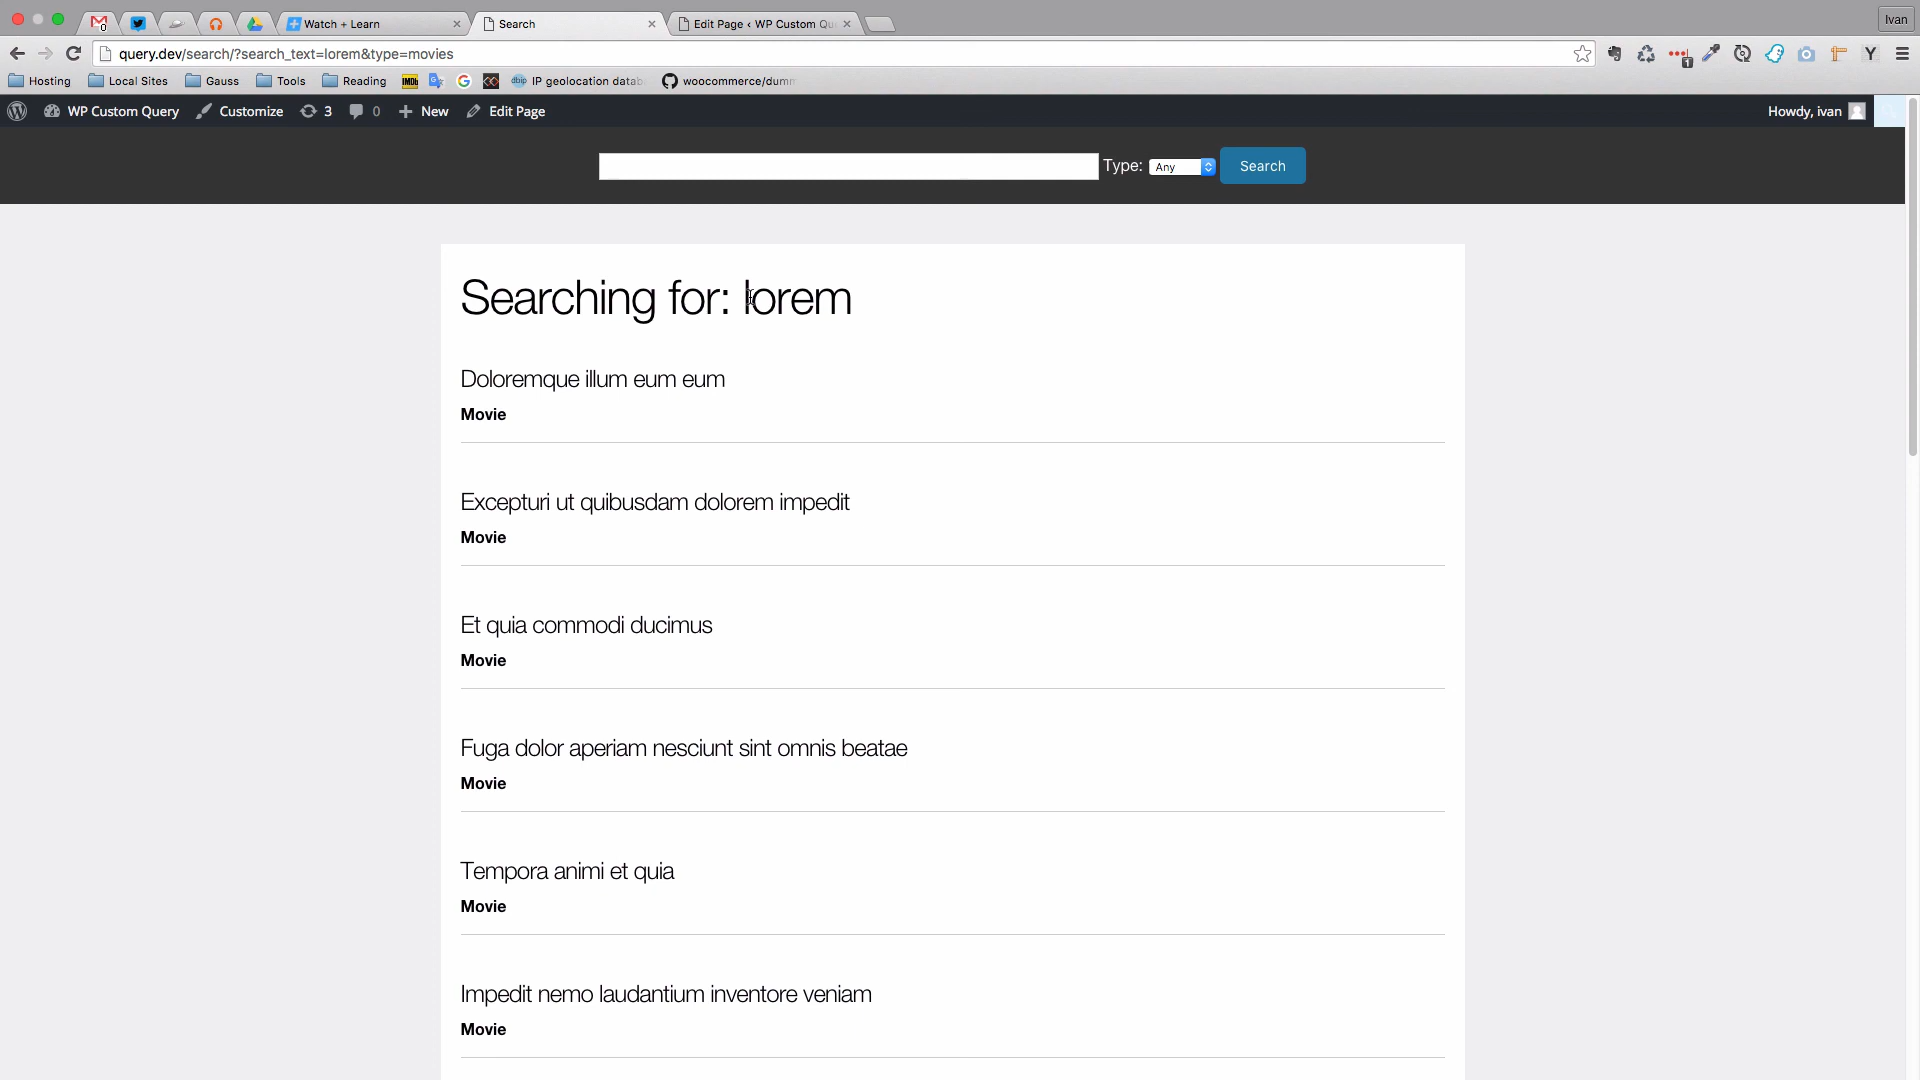 Watch + Learn
Search
Edit Page ‹ WP Custom Qu
Ivan
query.dev/search/?search_text=lorem&type=movies
1
Hosting
Local Sites
Gauss
Tools
Reading
IMDb
dbip
IP geolocation datab
woocommerce/dumm
WP Custom Query
Customize
3
0
New
Edit Page
Howdy, ivan
Type:
Any
Search
Searching for: lorem
Doloremque illum eum eum
Movie
Excepturi ut quibusdam dolorem impedit
Movie
Et quia commodi ducimus
Movie
Fuga dolor aperiam nesciunt sint omnis beatae
Movie
Tempora animi et quia
Movie
Impedit nemo laudantium inventore veniam
Movie